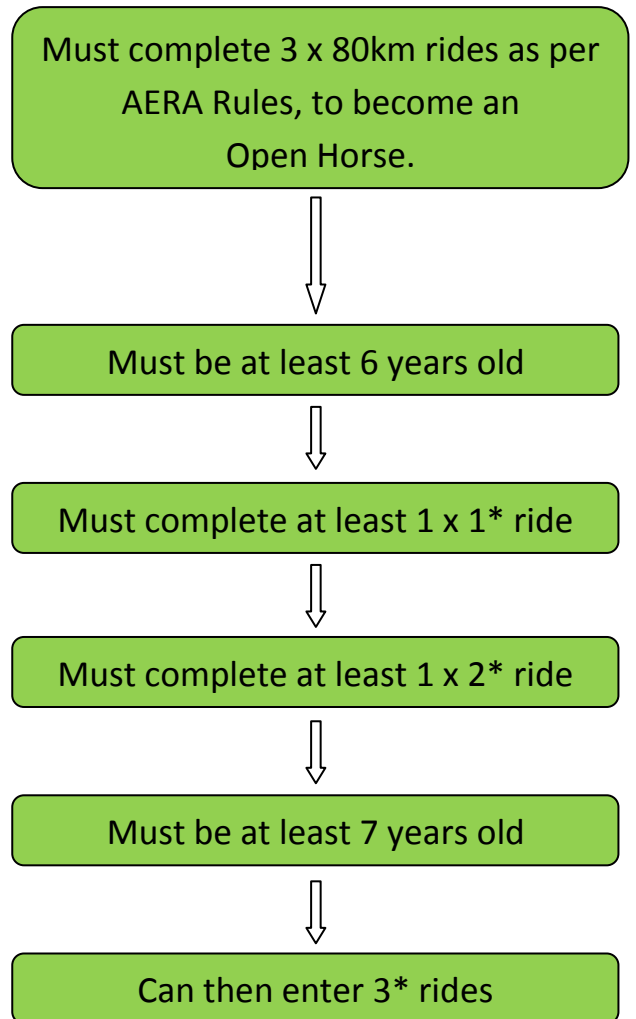 Must complete 3 x 80km rides as per
AERA Rules, to become an
Open Horse.
Must be at least 6 years old
Must complete at least 1 x 1* ride
Must complete at least 1 x 2* ride
Must be at least 7 years old
Can then enter 3* rides